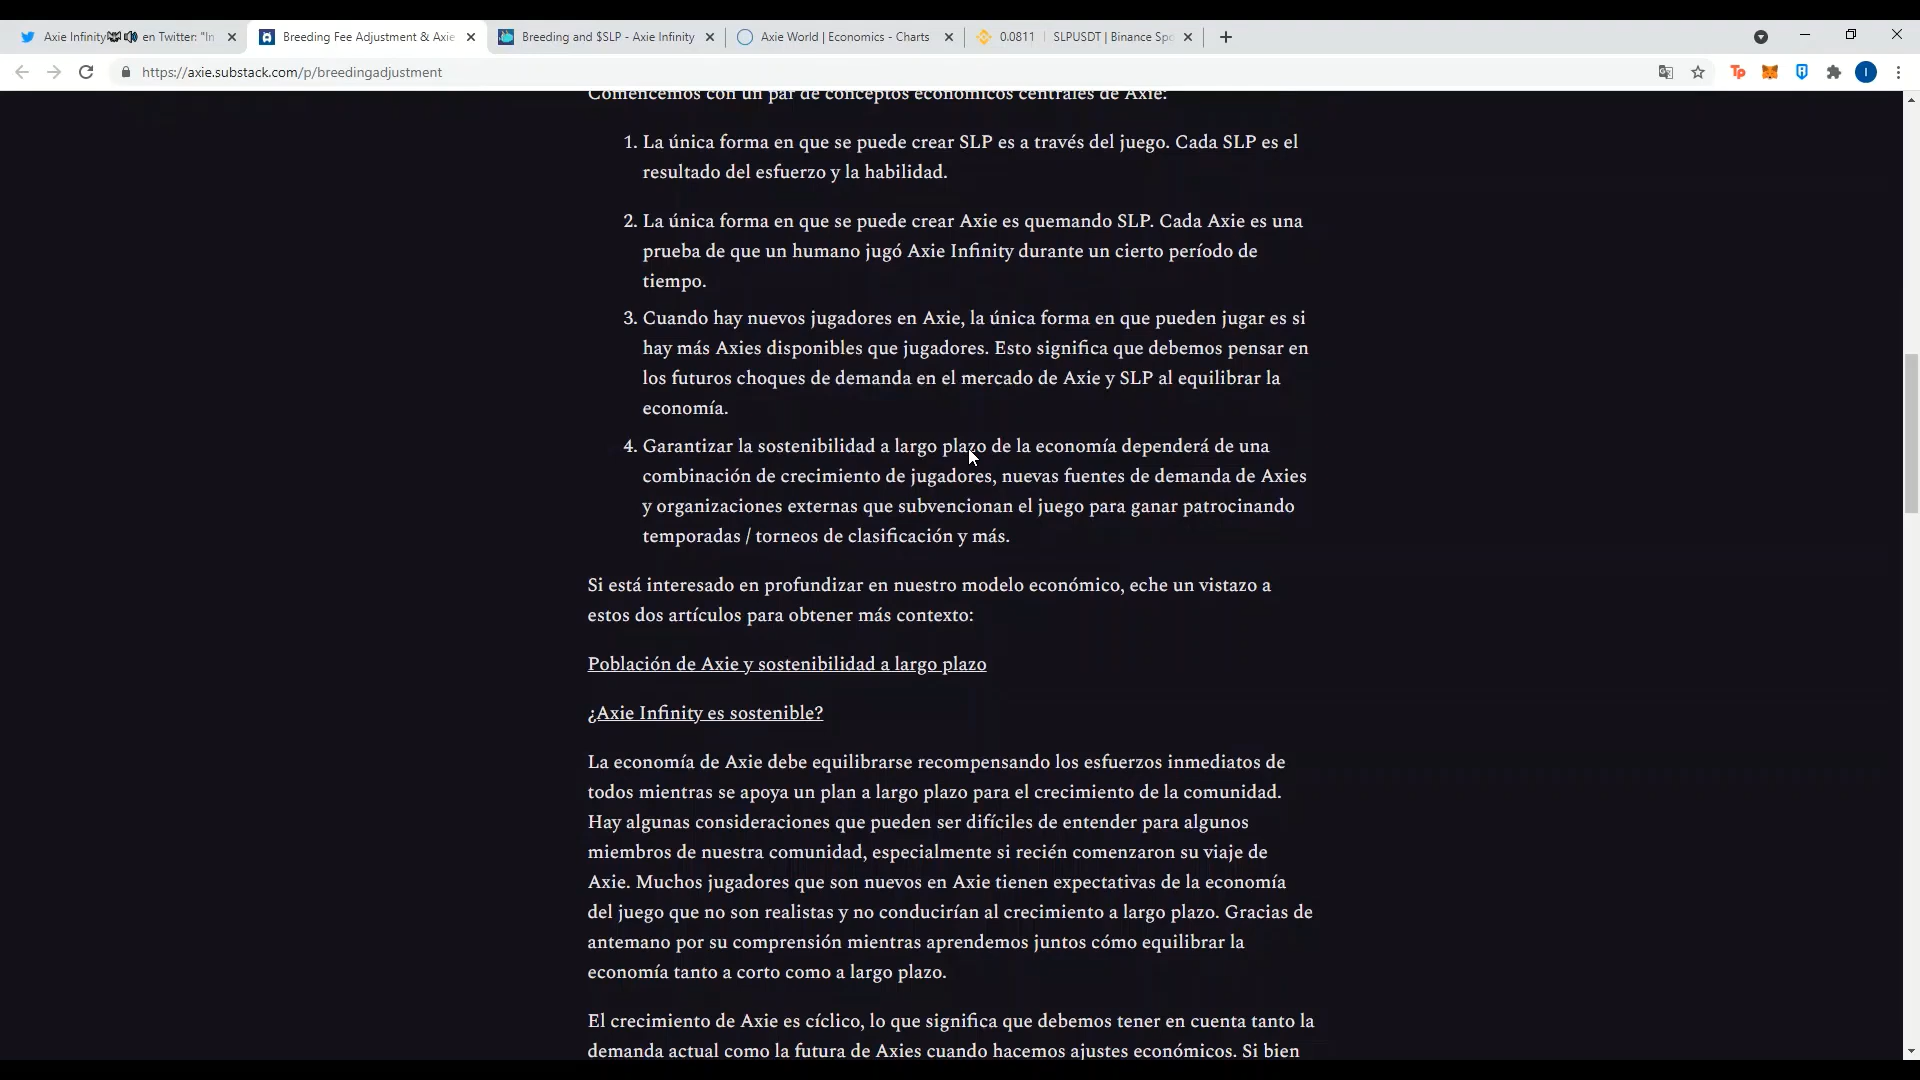 Axie Infinity en Twitter: "In
Breeding Fee Adjustment & Axie
Breeding and $SLP - Axie Infinity
Axie World | Economics - Charts
0.0811 | SLPUSDT | Binance Spo
https://axie.substack.com/p/breedingadjustment
Tp
I
Comencemos con un par de conceptos económicos centrales de Axie:
1. La única forma en que se puede crear SLP es a través del juego. Cada SLP es el
resultado del esfuerzo y la habilidad.
2. La única forma en que se puede crear Axie es quemando SLP. Cada Axie es una
prueba de que un humano jugó Axie Infinity durante un cierto período de
tiempo.
3. Cuando hay nuevos jugadores en Axie, la única forma en que pueden jugar es si
hay más Axies disponibles que jugadores. Esto significa que debemos pensar en
los futuros choques de demanda en el mercado de Axie y SLP al equilibrar la
economía.
4. Garantizar la sostenibilidad a largo plazo de la economía dependerá de una
combinación de crecimiento de jugadores, nuevas fuentes de demanda de Axies
y organizaciones externas que subvencionan el juego para ganar patrocinando
temporadas / torneos de clasificación y más.
Si está interesado en profundizar en nuestro modelo económico, eche un vistazo a
estos dos artículos para obtener más contexto:
Población de Axie y sostenibilidad a largo plazo
¿Axie Infinity es sostenible?
La economía de Axie debe equilibrarse recompensando los esfuerzos inmediatos de
todos mientras se apoya un plan a largo plazo para el crecimiento de la comunidad.
Hay algunas consideraciones que pueden ser difíciles de entender para algunos
miembros de nuestra comunidad, especialmente si recién comenzaron su viaje de
Axie. Muchos jugadores que son nuevos en Axie tienen expectativas de la economía
del juego que no son realistas y no conducirían al crecimiento a largo plazo. Gracias de
antemano por su comprensión mientras aprendemos juntos cómo equilibrar la
economía tanto a corto como a largo plazo.
El crecimiento de Axie es cíclico, lo que significa que debemos tener en cuenta tanto la
demanda actual como la futura de Axies cuando hacemos ajustes económicos. Si bien